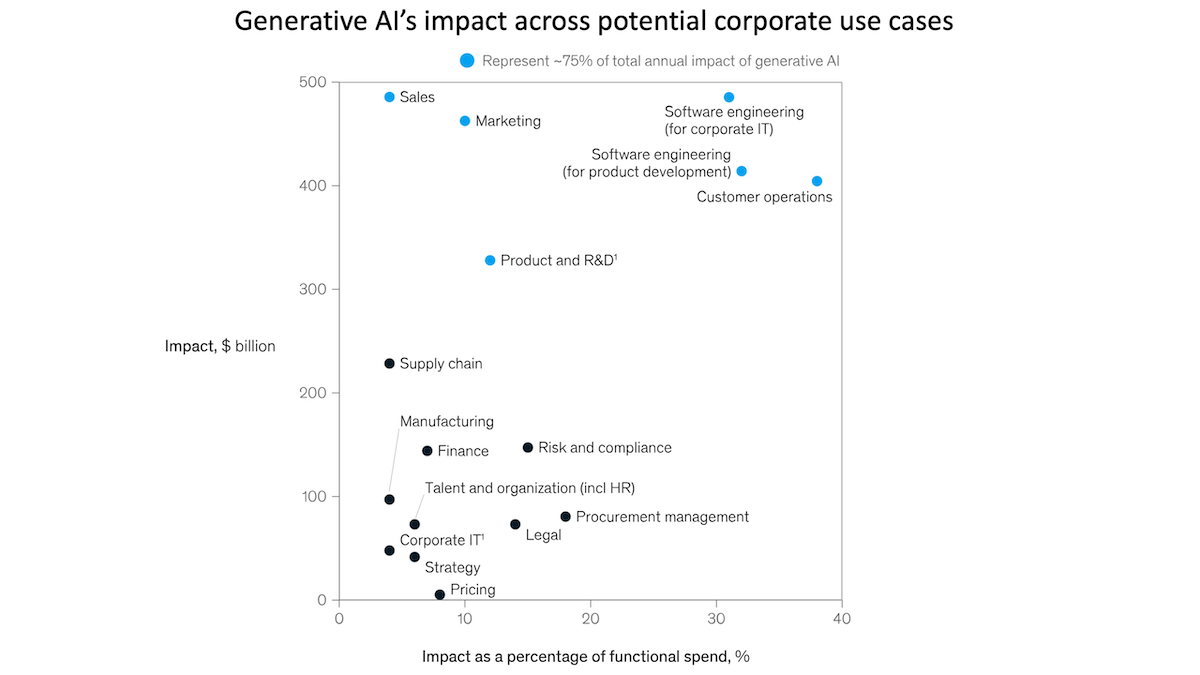 Generative AI’s impact across potential corporate use cases
Represent ~75% of total annual impact of generative AI
500
Sales
Marketing
Software engineering
(for corporate IT)
Software engineering
(for product development)
400
Customer operations
Product and R&D¹
300
Impact, $ billion
Supply chain
200
Manufacturing
Finance
Risk and compliance
100
Talent and organization (incl HR)
Procurement management
Legal
Corporate IT¹
Strategy
Pricing
0
0
10
20
30
40
Impact as a percentage of functional spend, %